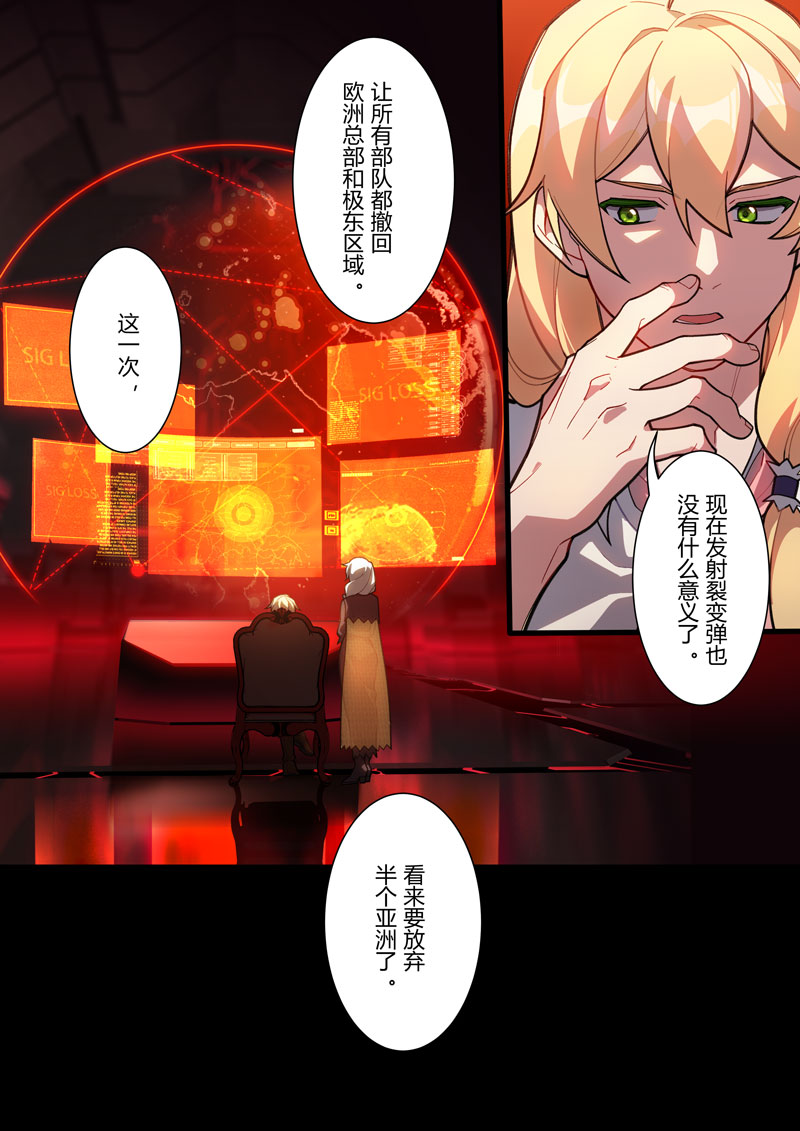 现在发射裂变弹也
没有什么意义了。
让所有部队都撤回
欧洲总部和极东区域。
这一次，
看来要放弃
半个亚洲了。
SIG LOSS
SIG LOSS
SIG LOSS